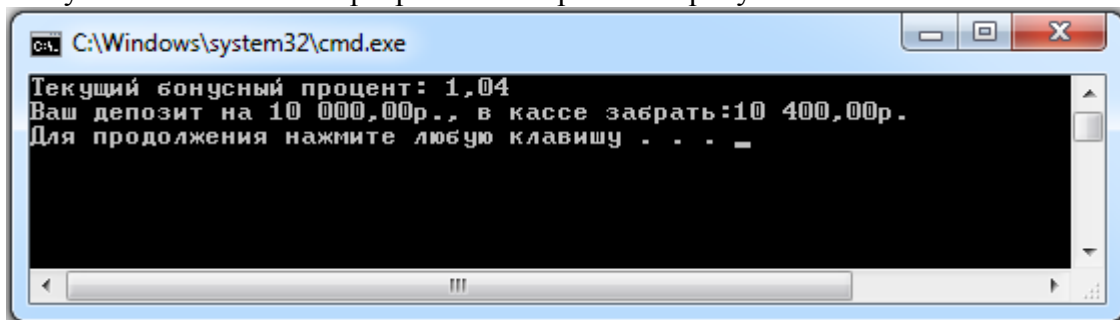 C:\Windows\system32\cmd.exe
Текущий бонусный процент: 1,04
Ваш депозит на 10 000,00р., в кассе забрать:10 400,00р.
Для продолжения нажмите любую клавишу . . . _